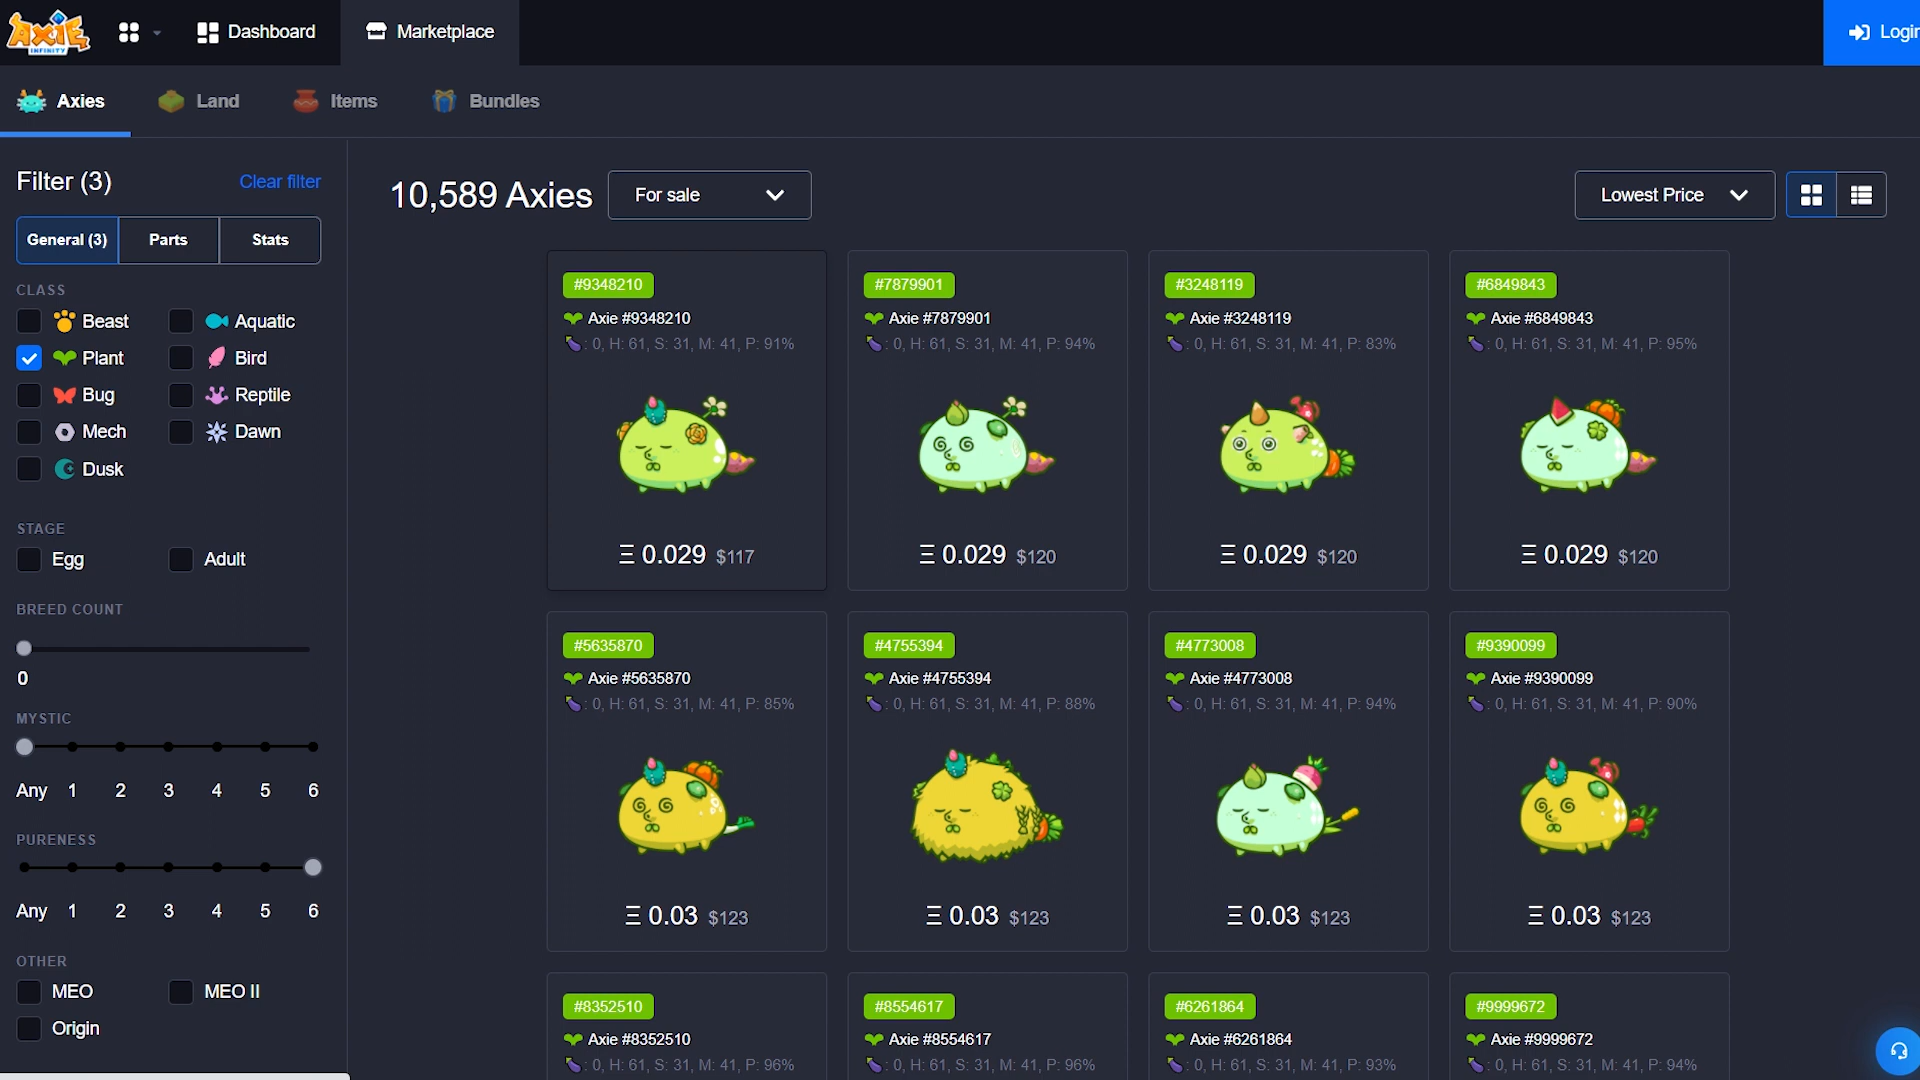 AXIE
INFINITY
Dashboard
Marketplace
Login
Axies
Land
Items
Bundles
Filter (3)
Clear filter
General (3)
Parts
Stats
CLASS
Beast
Aquatic
Plant
Bird
Bug
Reptile
Mech
Dawn
Dusk
STAGE
Egg
Adult
BREED COUNT
0
MYSTIC
Any 1 2 3 4 5 6
PURENESS
Any 1 2 3 4 5 6
OTHER
MEO
MEO II
Origin
10,589 Axies
For sale
Lowest Price
#9348210
Axie #9348210
: 0, H: 61, S: 31, M: 41, P: 91%
Ξ 0.029 $117
#7879901
Axie #7879901
: 0, H: 61, S: 31, M: 41, P: 94%
Ξ 0.029 $120
#3248119
Axie #3248119
: 0, H: 61, S: 31, M: 41, P: 83%
Ξ 0.029 $120
#6849843
Axie #6849843
: 0, H: 61, S: 31, M: 41, P: 95%
Ξ 0.029 $120
#5635870
Axie #5635870
: 0, H: 61, S: 31, M: 41, P: 85%
Ξ 0.03 $123
#4755394
Axie #4755394
: 0, H: 61, S: 31, M: 41, P: 88%
Ξ 0.03 $123
#4773008
Axie #4773008
: 0, H: 61, S: 31, M: 41, P: 94%
Ξ 0.03 $123
#9390099
Axie #9390099
: 0, H: 61, S: 31, M: 41, P: 90%
Ξ 0.03 $123
#8352510
Axie #8352510
: 0, H: 61, S: 31, M: 41, P: 96%
#8554617
Axie #8554617
: 0, H: 61, S: 31, M: 41, P: 96%
#6261864
Axie #6261864
: 0, H: 61, S: 31, M: 41, P: 93%
#9999672
Axie #9999672
: 0, H: 61, S: 31, M: 41, P: 94%